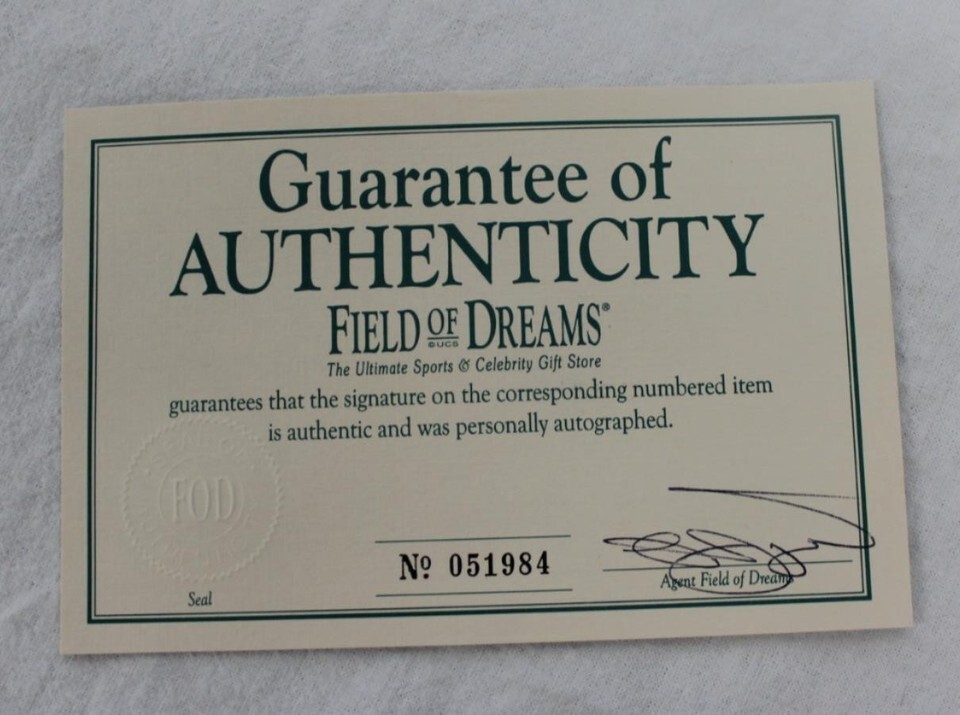 Guarantee of
AUTHENTICITY
FIELD OF DREAMS®
©UCS
The Ultimate Sports & Celebrity Gift Store
guarantees that the signature on the corresponding numbered item
is authentic and was personally autographed.
FOD
Nº 051984
Agent Field of Dreams
Seal